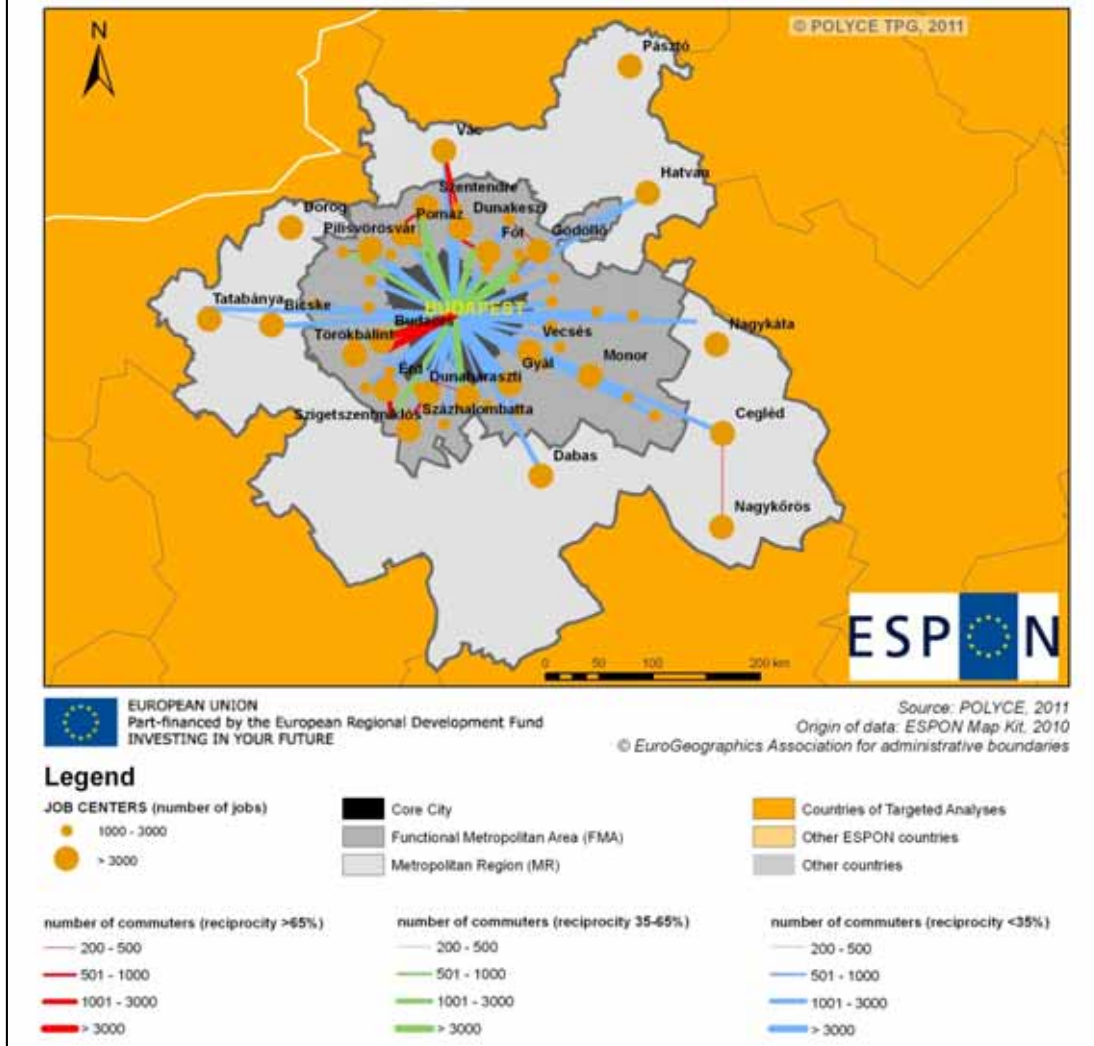 N
© POLYCE TPG, 2011
Pásztó
Vác
Hatvan
Szentendre
Dorog
Pomáz
Dunakeszi
Pilisvörösvár
Fót
Gödöllő
Tatabánya
Bicske
BUDAPEST
Budaörs
Törökbálint
Vecsés
Nagykáta
Gyál
Monor
Érd
Dunaharaszti
Szigetszentmiklós
Százhalombatta
Cegléd
Dabas
Nagykőrös
0 50 100 200 km
ESPON
EUROPEAN UNION
Part-financed by the European Regional Development Fund
INVESTING IN YOUR FUTURE
Source: POLYCE, 2011
Origin of data: ESPON Map Kit, 2010
© EuroGeographics Association for administrative boundaries
Legend
JOB CENTERS (number of jobs)
1000 - 3000
> 3000
Core City
Functional Metropolitan Area (FMA)
Metropolitan Region (MR)
Countries of Targeted Analyses
Other ESPON countries
Other countries
number of commuters (reciprocity >65%)
200 - 500
501 - 1000
1001 - 3000
> 3000
number of commuters (reciprocity 35-65%)
200 - 500
501 - 1000
1001 - 3000
> 3000
number of commuters (reciprocity <35%)
200 - 500
501 - 1000
1001 - 3000
> 3000